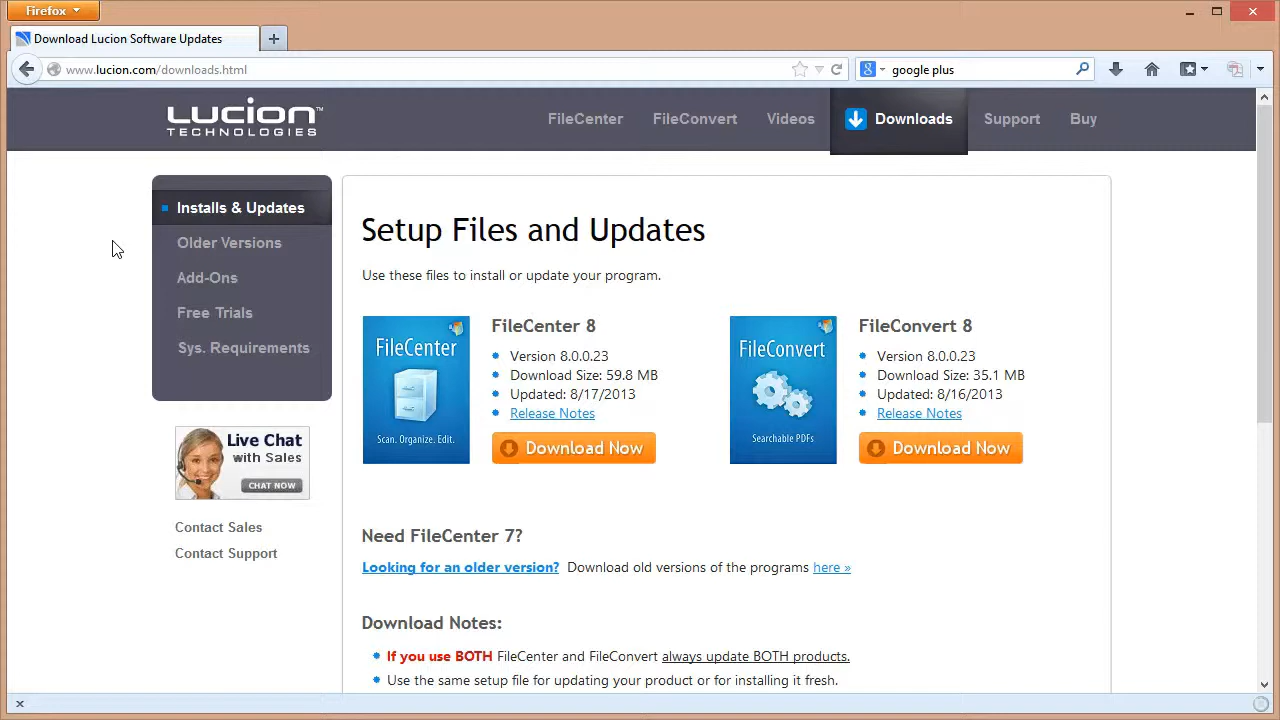 Firefox
Download Lucion Software Updates
www.lucion.com/downloads.html
google plus
LUCION™
TECHNOLOGIES
FileCenter
FileConvert
Videos
Downloads
Support
Buy
Installs & Updates
Older Versions
Add-Ons
Free Trials
Sys. Requirements
Live Chat
with Sales
CHAT NOW
Contact Sales
Contact Support
Setup Files and Updates
Use these files to install or update your program.
FileCenter
Scan. Organize. Edit.
FileCenter 8
Version 8.0.0.23
Download Size: 59.8 MB
Updated: 8/17/2013
Release Notes
Download Now
FileConvert
Searchable PDFs
FileConvert 8
Version 8.0.0.23
Download Size: 35.1 MB
Updated: 8/16/2013
Release Notes
Download Now
Need FileCenter 7?
Looking for an older version? Download old versions of the programs here »
Download Notes:
If you use BOTH FileCenter and FileConvert always update BOTH products.
Use the same setup file for updating your product or for installing it fresh.